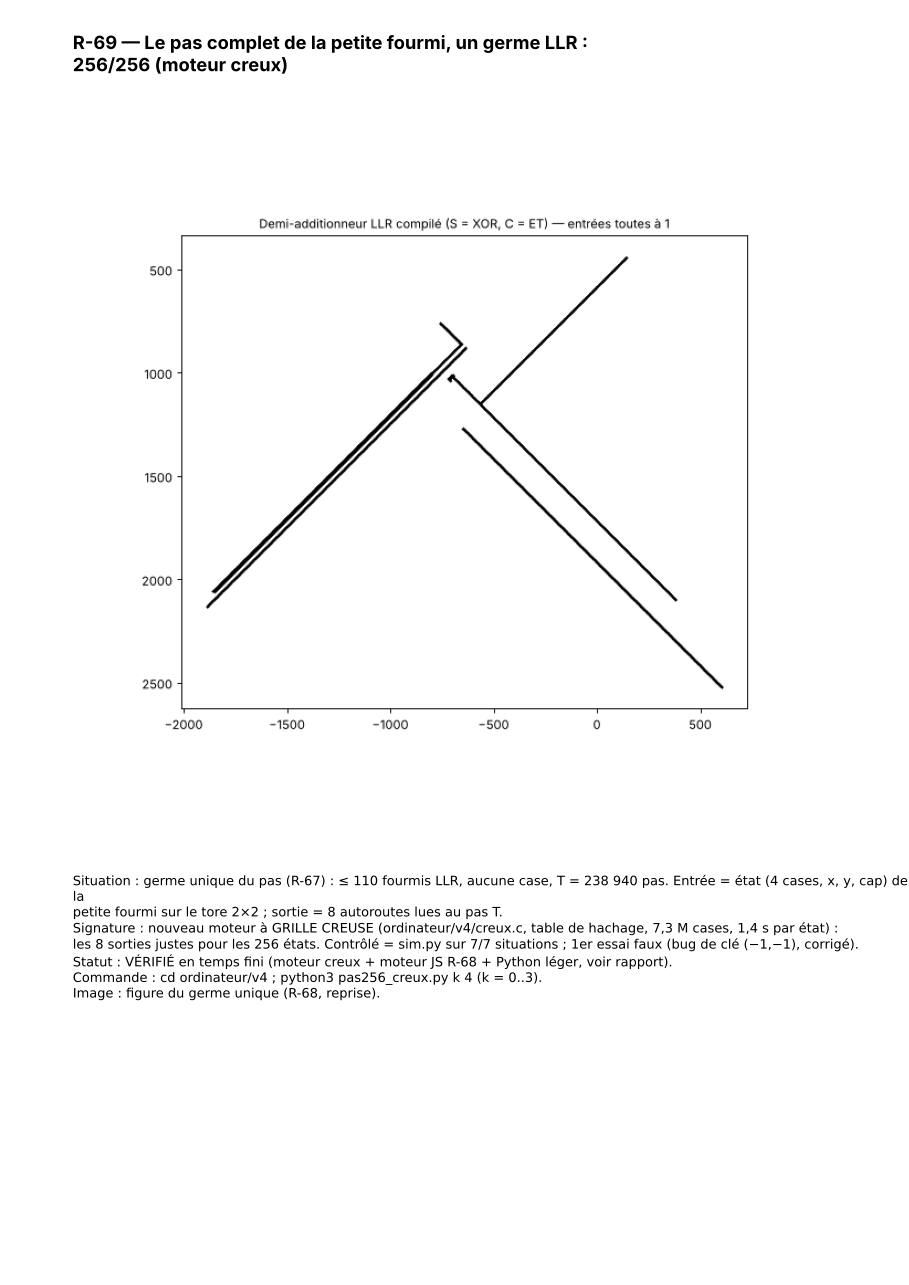 R-69 — Le pas complet de la petite fourmi, un germe LLR :
256/256 (moteur creux)
Demi-additionneur LLR compilé (S = XOR, C = ET) — entrées toutes à 1
500
1000
1500
2000
2500
−2000
−1500
−1000
−500
0
500
Situation : germe unique du pas (R-67) : ≤ 110 fourmis LLR, aucune case, T = 238 940 pas. Entrée = état (4 cases, x, y, cap) de
la
petite fourmi sur le tore 2×2 ; sortie = 8 autoroutes lues au pas T.
Signature : nouveau moteur à GRILLE CREUSE (ordinateur/v4/creux.c, table de hachage, 7,3 M cases, 1,4 s par état) :
les 8 sorties justes pour les 256 états. Contrôlé = sim.py sur 7/7 situations ; 1er essai faux (bug de clé (−1,−1), corrigé).
Statut : VÉRIFIÉ en temps fini (moteur creux + moteur JS R-68 + Python léger, voir rapport).
Commande : cd ordinateur/v4 ; python3 pas256_creux.py k 4 (k = 0..3).
Image : figure du germe unique (R-68, reprise).